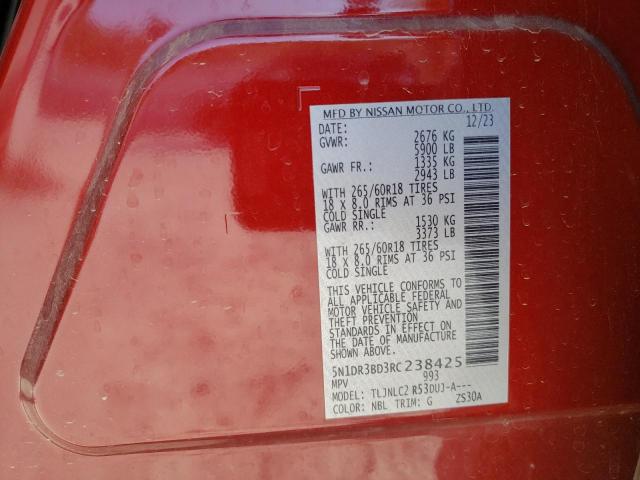 MFD BY NISSAN MOTOR CO., LTD.
DATE: 12/23
GVWR: 2676 KG
5900 LB
GAWR FR.: 1335 KG
2943 LB
WITH 265/60R18 TIRES
18 X 8.0 RIMS AT 36 PSI
COLD SINGLE
GAWR RR.: 1530 KG
3373 LB
WITH 265/60R18 TIRES
18 X 8.0 RIMS AT 36 PSI
COLD SINGLE
THIS VEHICLE CONFORMS TO
ALL APPLICABLE FEDERAL
MOTOR VEHICLE SAFETY AND
THEFT PREVENTION
STANDARDS IN EFFECT ON
THE DATE OF MANUFACTURE
SHOWN ABOVE.
5N1DR3BD3RC238425
MPV 993
MODEL: TLJNLC2 R53DUJ-A---
COLOR: NBL TRIM: G ZS30A